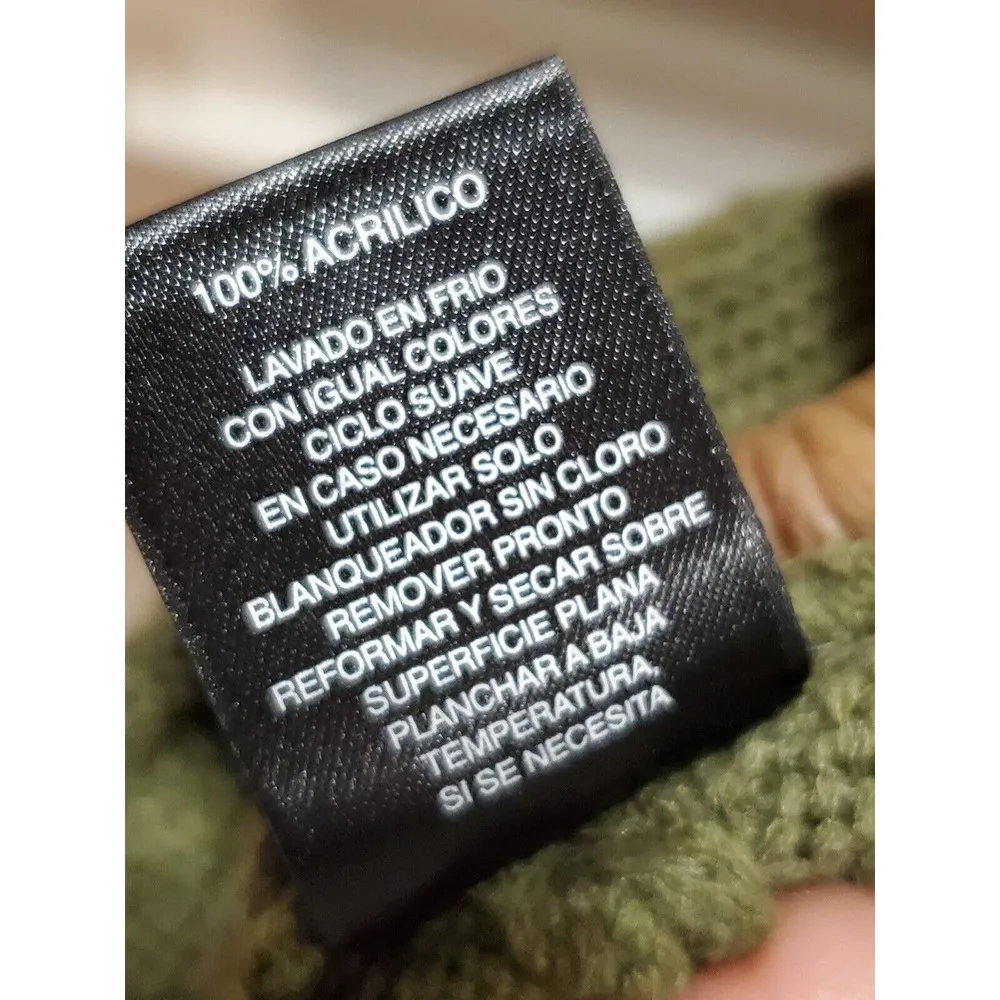 100% ACRILICO
LAVADO EN FRIO
CON IGUAL COLORES
CICLO SUAVE
EN CASO NECESARIO
UTILIZAR SOLO
BLANQUEADOR SIN CLORO
REMOVER PRONTO
REFORMAR Y SECAR SOBRE
SUPERFICIE PLANA
PLANCHAR A BAJA
TEMPERATURA,
SI SE NECESITA